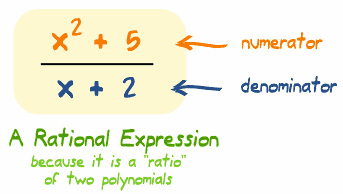 x² + 5
numerator
x + 2
denominator
A Rational Expression
because it is a "ratio"
of two polynomials